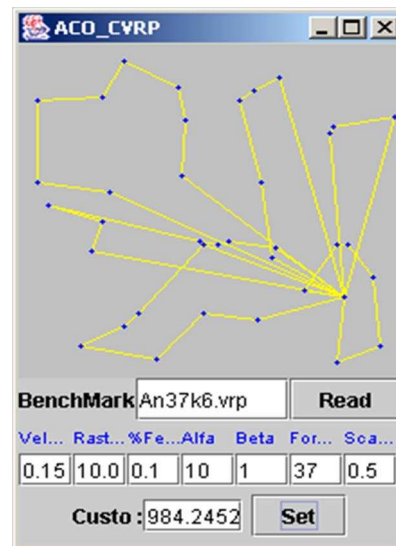 ACO_CVRP
BenchMark An37k6.vrp Read
Vel... Rast... %Fe... Alfa Beta For... Sca...
0.15 10.0 0.1 10 1 37 0.5
Custo : 984.2452 Set